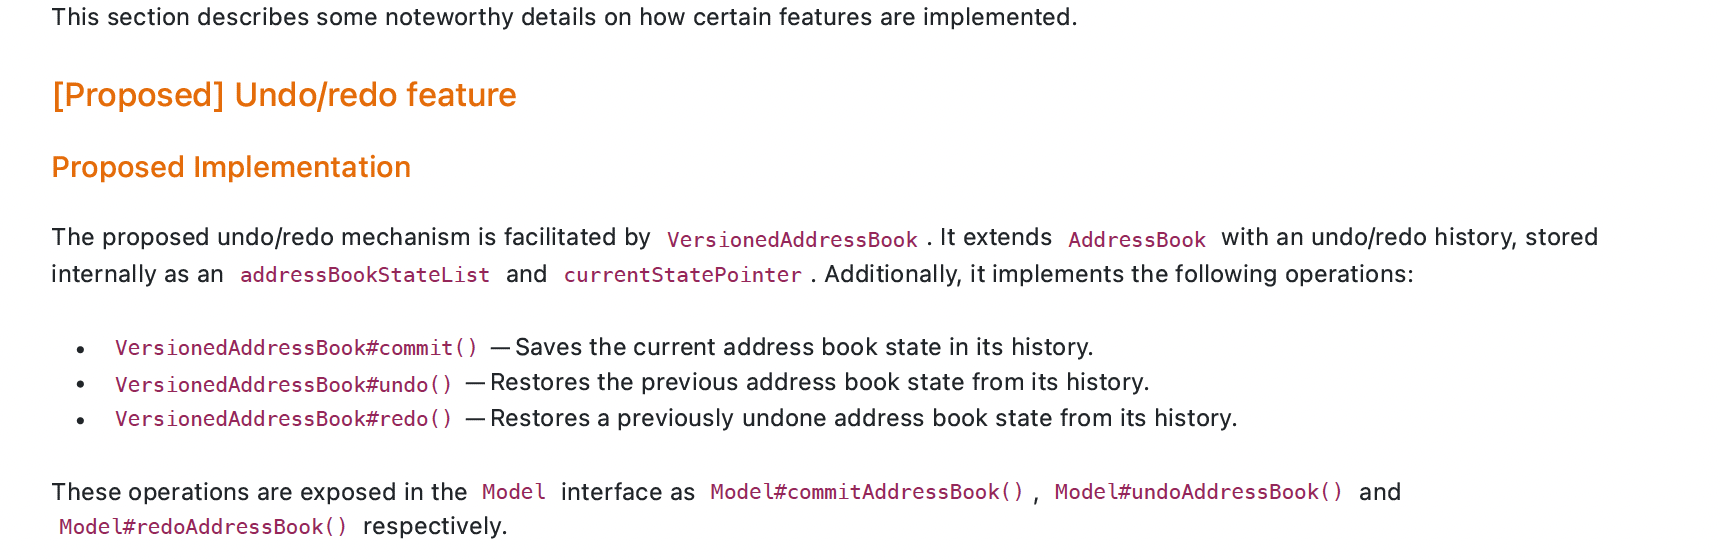 This section describes some noteworthy details on how certain features are implemented.
[Proposed] Undo/redo feature
Proposed Implementation
The proposed undo/redo mechanism is facilitated by VersionedAddressBook. It extends AddressBook with an undo/redo history, stored
internally as an addressBookStateList and currentStatePointer. Additionally, it implements the following operations:
• VersionedAddressBook#commit() — Saves the current address book state in its history.
• VersionedAddressBook#undo() — Restores the previous address book state from its history.
• VersionedAddressBook#redo() — Restores a previously undone address book state from its history.
These operations are exposed in the Model interface as Model#commitAddressBook(), Model#undoAddressBook() and
Model#redoAddressBook() respectively.